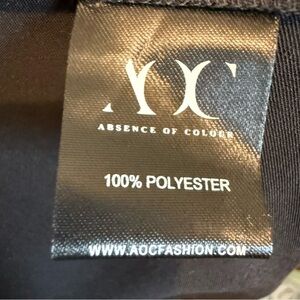 AOC
ABSENCE OF COLOUR
100% POLYESTER
WWW.AOCFASHION.COM